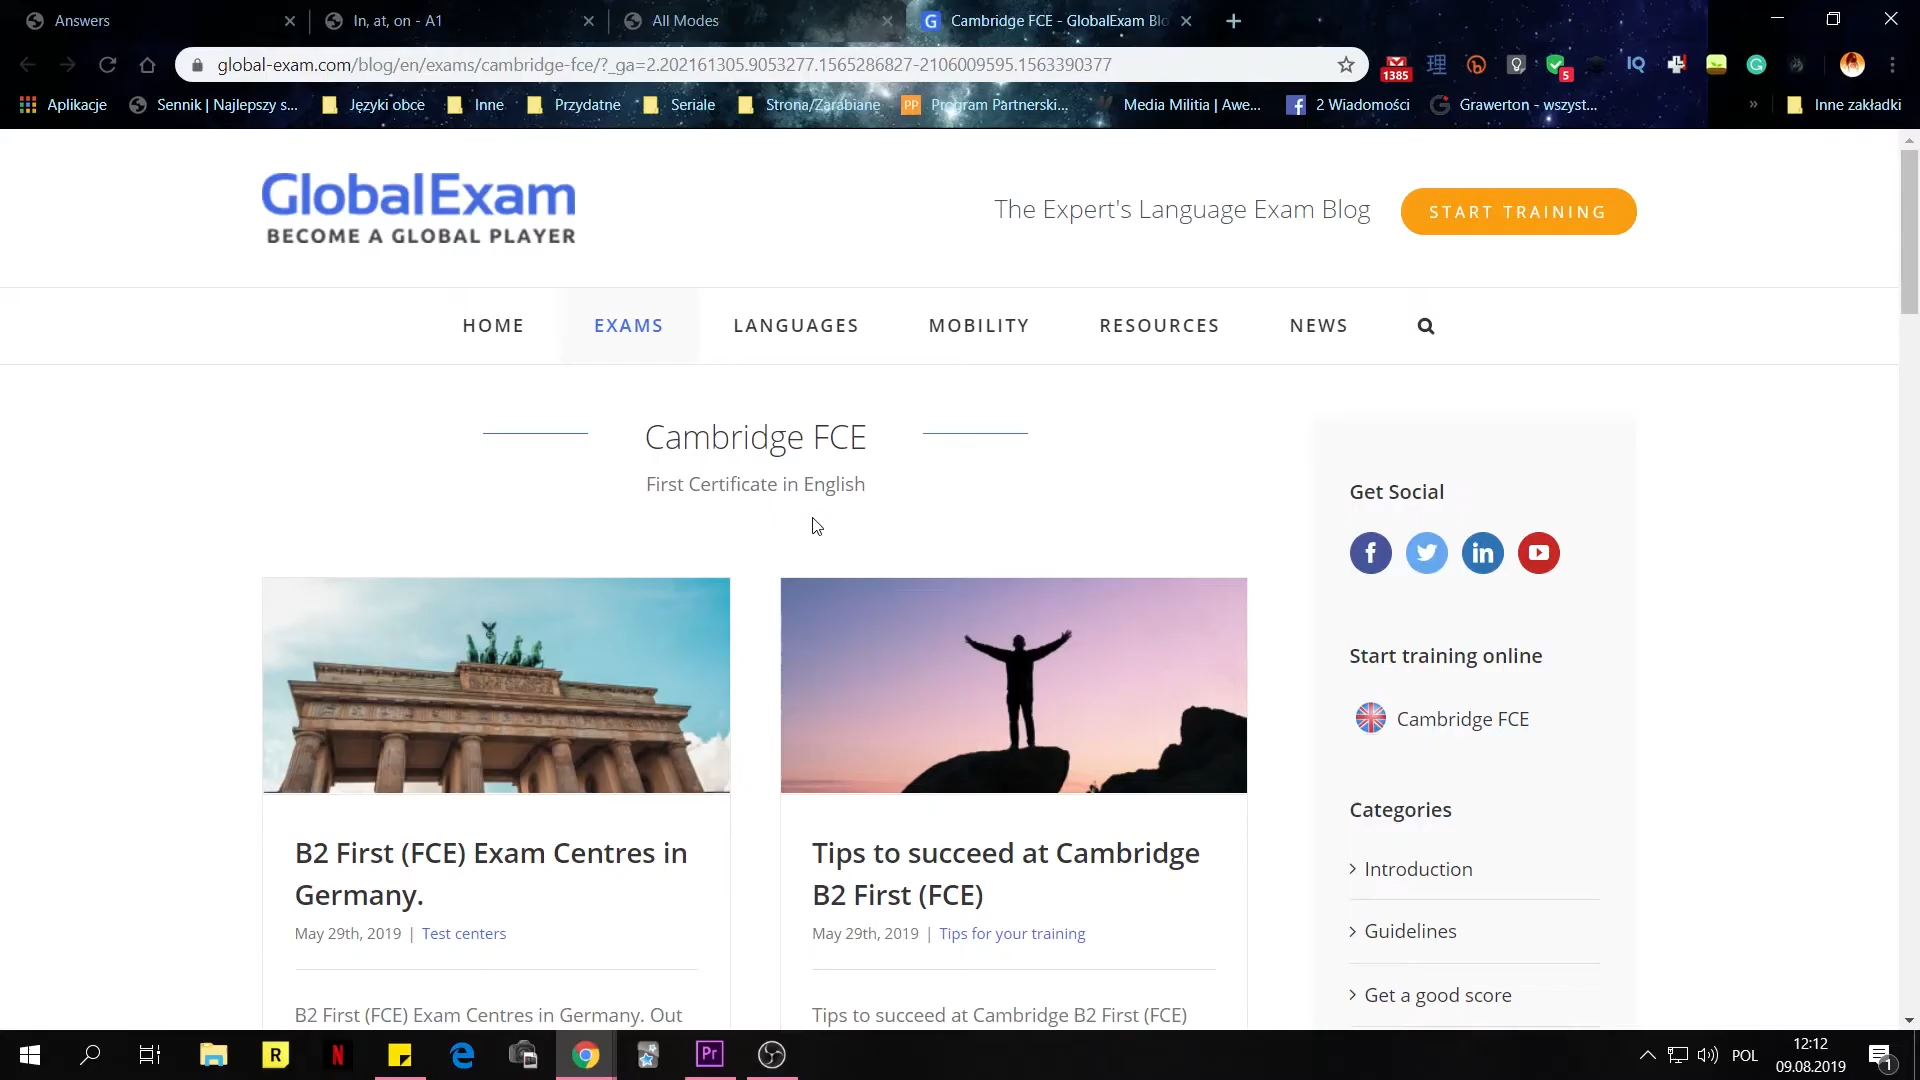 Answers
In, at, on - A1
All Modes
Cambridge FCE - GlobalExam Blo
global-exam.com/blog/en/exams/cambridge-fce/?_ga=2.202161305.9053277.1565286827-2106009595.1563390377
1385
理
5
IQ
Aplikacje
Sennik | Najlepszy s...
Języki obce
Inne
Przydatne
Seriale
Strona/Zarabianie
PP
Program Partnerski...
Media Militia | Awe...
2 Wiadomości
Grawerton - wszyst...
»
Inne zakładki
GlobalExam
BECOME A GLOBAL PLAYER
The Expert's Language Exam Blog
START TRAINING
HOME
EXAMS
LANGUAGES
MOBILITY
RESOURCES
NEWS
Cambridge FCE
First Certificate in English
Get Social
Start training online
Cambridge FCE
Categories
Introduction
Guidelines
Get a good score
B2 First (FCE) Exam Centres in
Germany.
May 29th, 2019 | Test centers
B2 First (FCE) Exam Centres in Germany. Out
Tips to succeed at Cambridge
B2 First (FCE)
May 29th, 2019 | Tips for your training
Tips to succeed at Cambridge B2 First (FCE)
R
N
Pr
POL
12:12
09.08.2019
1